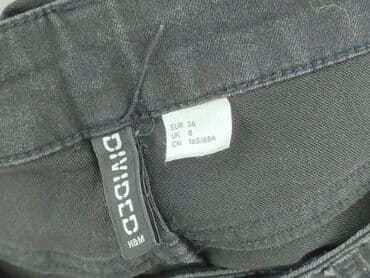 DIVIDED
H&M
EUR 36
UK 8
CN 165/68A